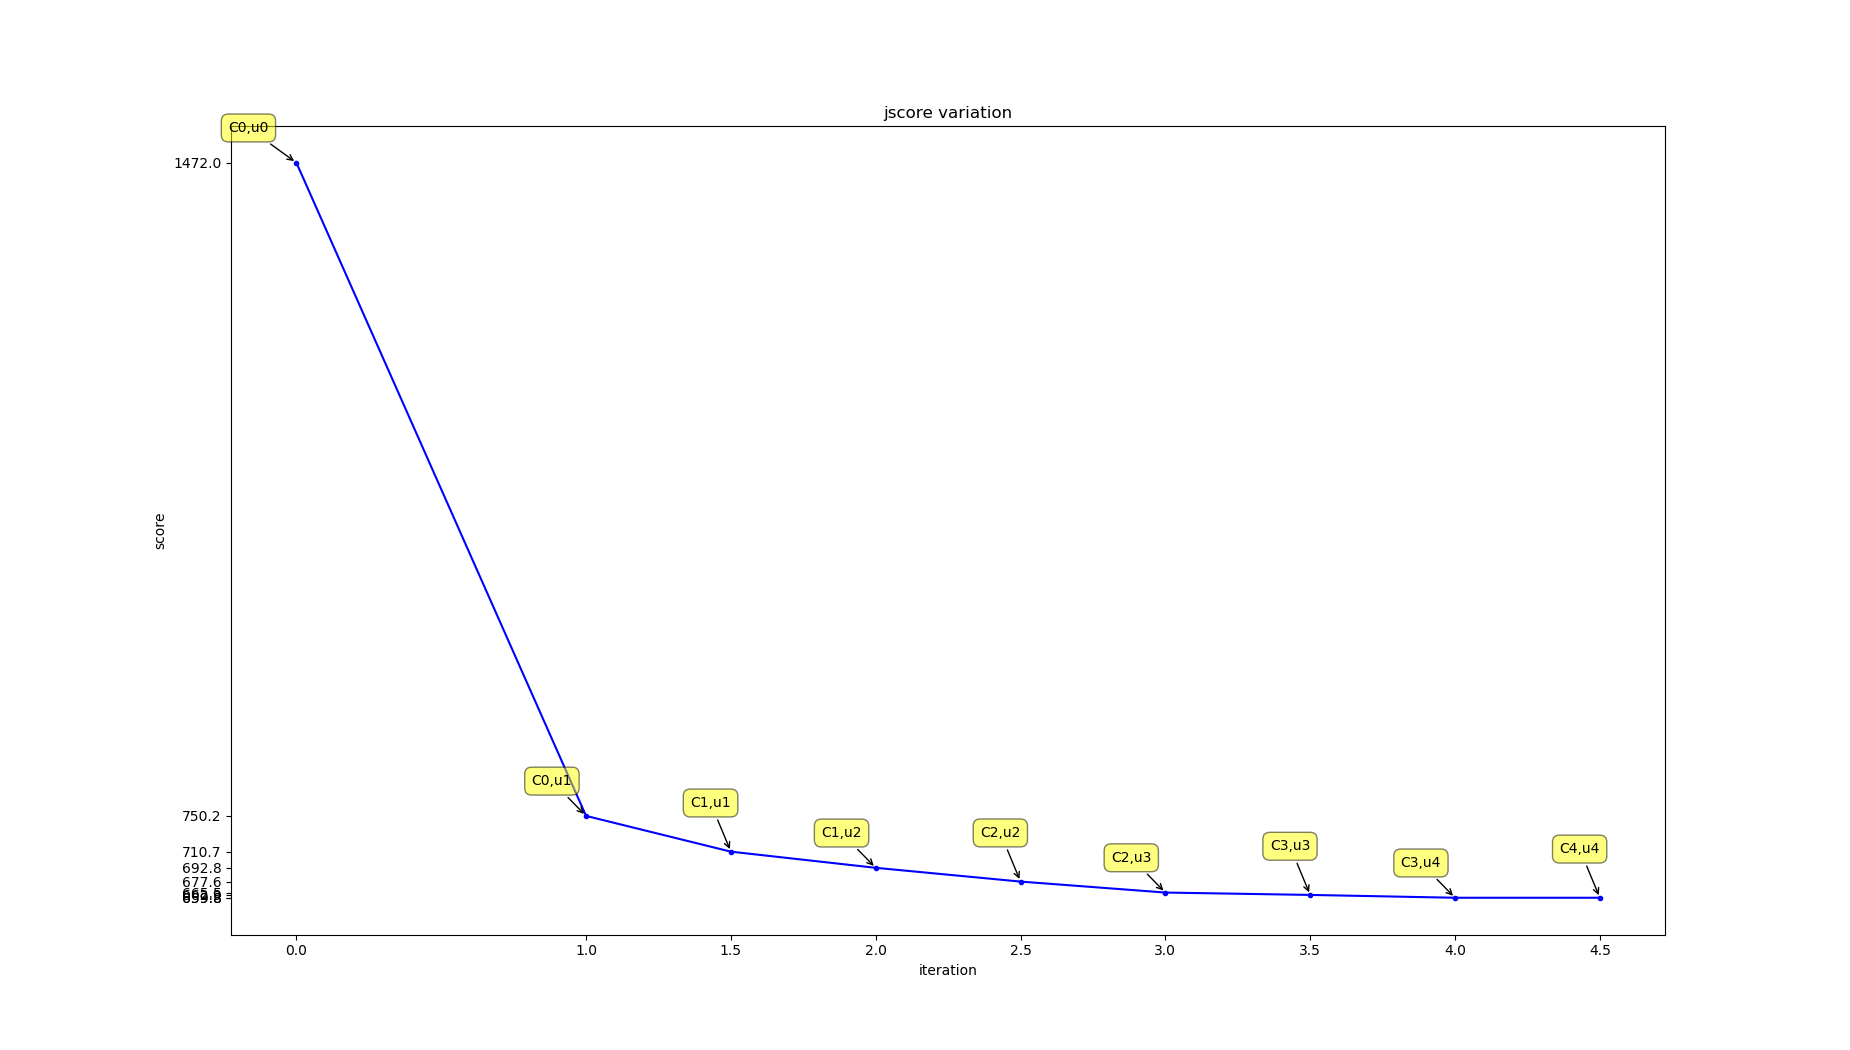 jscore variation
C0,u0
1472.0
score
C0,u1
C1,u1
C1,u2
C2,u2
C2,u3
C3,u3
C3,u4
C4,u4
750.2
710.7
692.8
677.6
659.8
0.0 1.0 1.5 2.0 2.5 3.0 3.5 4.0 4.5
iteration